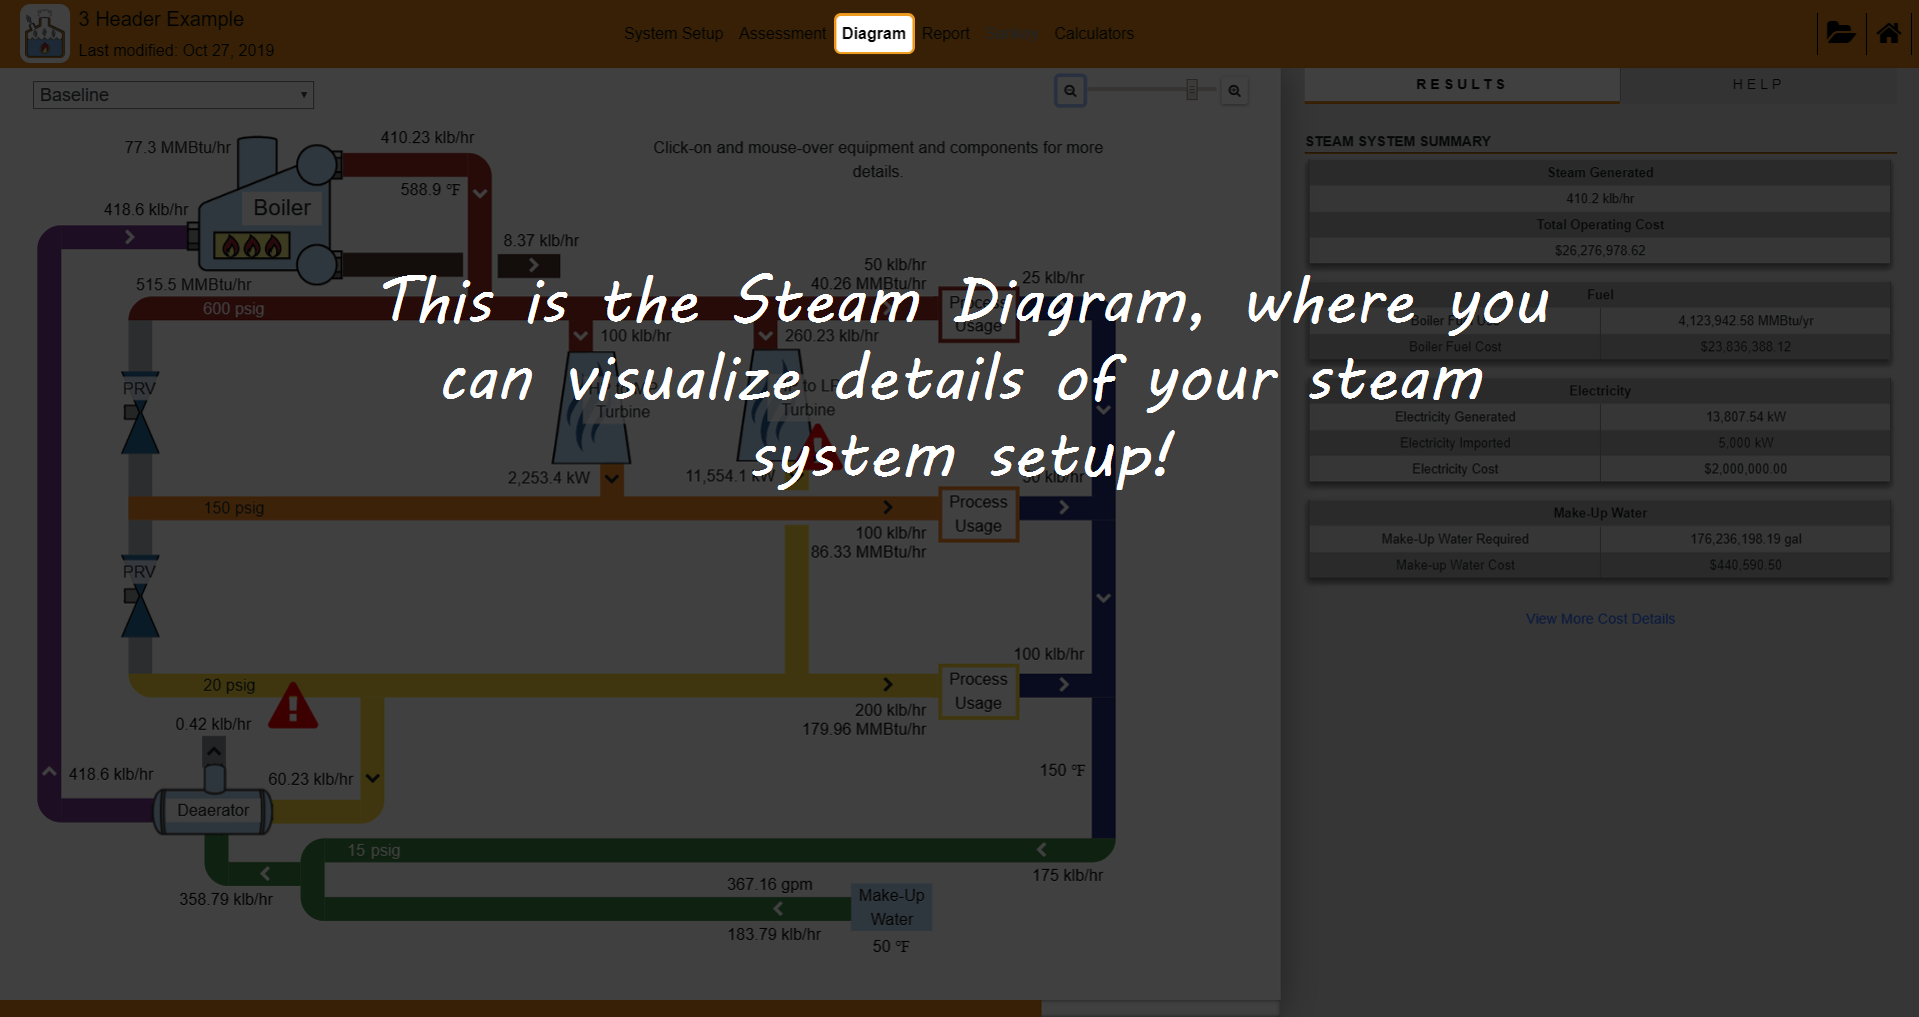 3 Header Example
Last modified: Oct 27, 2019
System Setup
Assessment
Diagram
Report
Calculators
Baseline
RESULTS
HELP
Click-on and mouse-over equipment and components for more
details.
77.3 MMBtu/hr
410.23 klb/hr
588.9 °F
418.6 klb/hr
Boiler
8.37 klb/hr
515.5 MMBtu/hr
50 klb/hr
40.26 MMBtu/hr
25 klb/hr
600 psig
Process
Usage
This is the Steam Diagram, where you
can visualize details of your steam
system setup!
100 klb/hr
260.23 klb/hr
PRV
Turbine
to LP
Turbine
2,253.4 kW
11,554.1 kW
50 klb/hr
150 psig
Process
Usage
100 klb/hr
86.33 MMBtu/hr
PRV
100 klb/hr
20 psig
Process
Usage
200 klb/hr
179.96 MMBtu/hr
0.42 klb/hr
418.6 klb/hr
60.23 klb/hr
150 °F
Deaerator
15 psig
175 klb/hr
358.79 klb/hr
367.16 gpm
Make-Up
Water
183.79 klb/hr
50 °F
STEAM SYSTEM SUMMARY
Steam Generated
410.2 klb/hr
Total Operating Cost
$26,276,978.62
Fuel
Boiler Fuel Use 4,123,942.58 MMBtu/yr
Boiler Fuel Cost $23,836,388.12
Electricity
Electricity Generated 13,807.54 kW
Electricity Imported 5,000 kW
Electricity Cost $2,000,000.00
Make-Up Water
Make-Up Water Required 176,236,198.19 gal
Make-up Water Cost $440,590.50
View More Cost Details